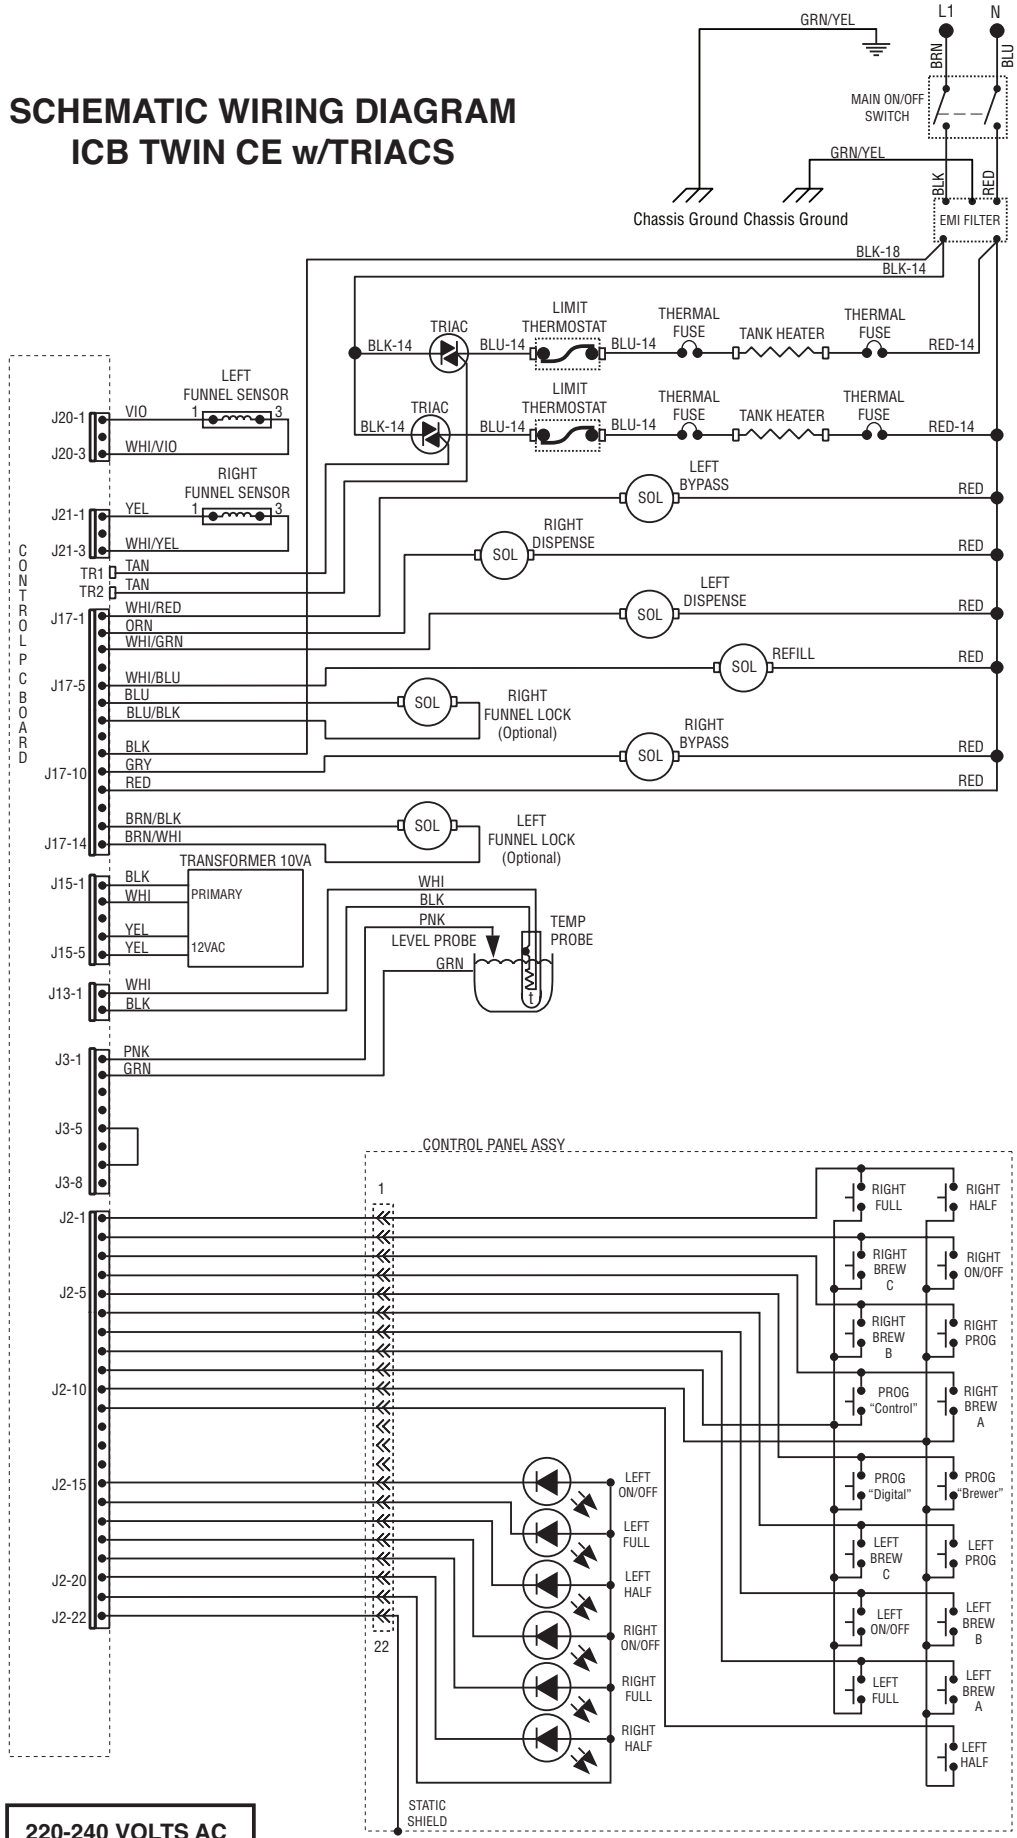 SCHEMATIC WIRING DIAGRAM
ICB TWIN CE w/TRIACS
L1
N
GRN/YEL
BRN
BLU
MAIN ON/OFF
SWITCH
GRN/YEL
BLK
RED
Chassis Ground
Chassis Ground
EMI FILTER
BLK-18
BLK-14
BLK-14
TRIAC
BLU-14
LIMIT
THERMOSTAT
BLU-14
THERMAL
FUSE
TANK HEATER
THERMAL
FUSE
RED-14
BLK-14
TRIAC
BLU-14
LIMIT
THERMOSTAT
BLU-14
THERMAL
FUSE
TANK HEATER
THERMAL
FUSE
RED-14
CONTROL PC BOARD
J20-1
VIO
1
LEFT
FUNNEL SENSOR
3
J20-3
WHI/VIO
J21-1
YEL
1
RIGHT
FUNNEL SENSOR
3
J21-3
WHI/YEL
TR1
TAN
TR2
TAN
SOL
LEFT
BYPASS
RED
SOL
RIGHT
DISPENSE
RED
SOL
LEFT
DISPENSE
RED
SOL
REFILL
RED
J17-1
WHI/RED
ORN
WHI/GRN
J17-5
WHI/BLU
BLU
BLU/BLK
SOL
RIGHT
FUNNEL LOCK
(Optional)
BLK
J17-10
GRY
SOL
RIGHT
BYPASS
RED
RED
RED
BRN/BLK
J17-14
BRN/WHI
SOL
LEFT
FUNNEL LOCK
(Optional)
TRANSFORMER 10VA
J15-1
BLK
WHI
PRIMARY
YEL
J15-5
YEL
12VAC
WHI
BLK
PNK
LEVEL PROBE
GRN
TEMP
PROBE
t
J13-1
WHI
BLK
J3-1
PNK
GRN
J3-5
J3-8
CONTROL PANEL ASSY
1
J2-1
J2-5
J2-10
J2-15
J2-20
J2-22
22
RIGHT
FULL
RIGHT
HALF
RIGHT
BREW
C
RIGHT
ON/OFF
RIGHT
BREW
B
RIGHT
PROG
PROG
“Control”
RIGHT
BREW
A
PROG
“Digital”
PROG
“Brewer”
LEFT
BREW
C
LEFT
PROG
LEFT
ON/OFF
LEFT
BREW
B
LEFT
FULL
LEFT
BREW
A
LEFT
HALF
LEFT
ON/OFF
LEFT
FULL
LEFT
HALF
RIGHT
ON/OFF
RIGHT
FULL
RIGHT
HALF
STATIC
SHIELD
220-240 VOLTS AC